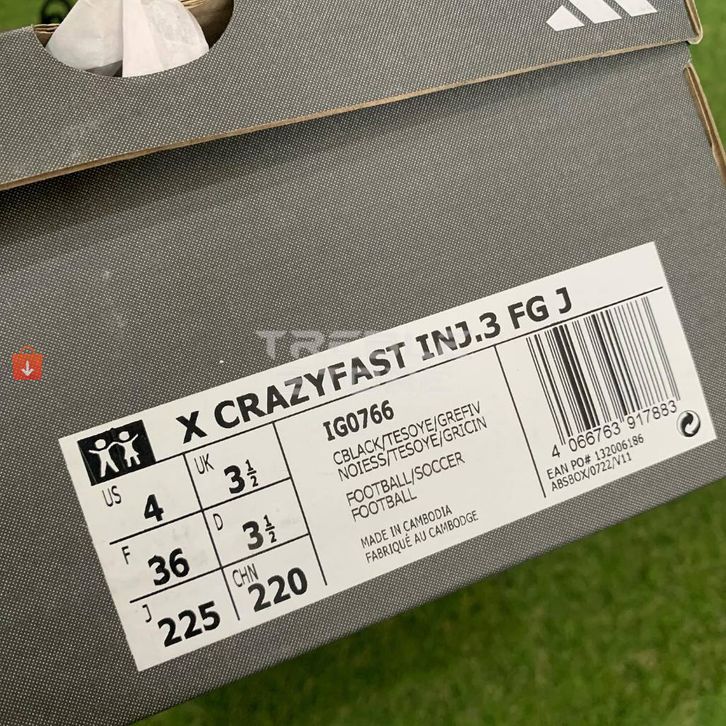 X CRAZYFAST INJ.3 FG J
US 4
UK 3½
F 36
D 3½
J 225
CHN 220
IG0766
CBLACK/TESOYE/GREFIV
NOIESS/TESOYE/GRICIN
FOOTBALL/SOCCER
FOOTBALL
MADE IN CAMBODIA
FABRIQUÉ AU CAMBODGE
4 066763 917883
EAN PO# 132006186
ABSBOX/0722/V11